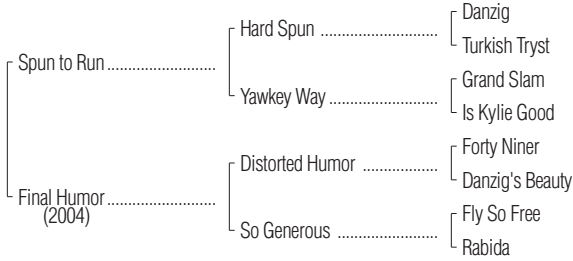 Danzig
Hard Spun ........................
Turkish Tryst
Spun to Run ........................
Grand Slam
Yawkey Way ......................
Is Kylie Good
Forty Niner
Distorted Humor ...............
Danzig's Beauty
Final Humor ........................
(2004)
Fly So Free
So Generous ....................
Rabida